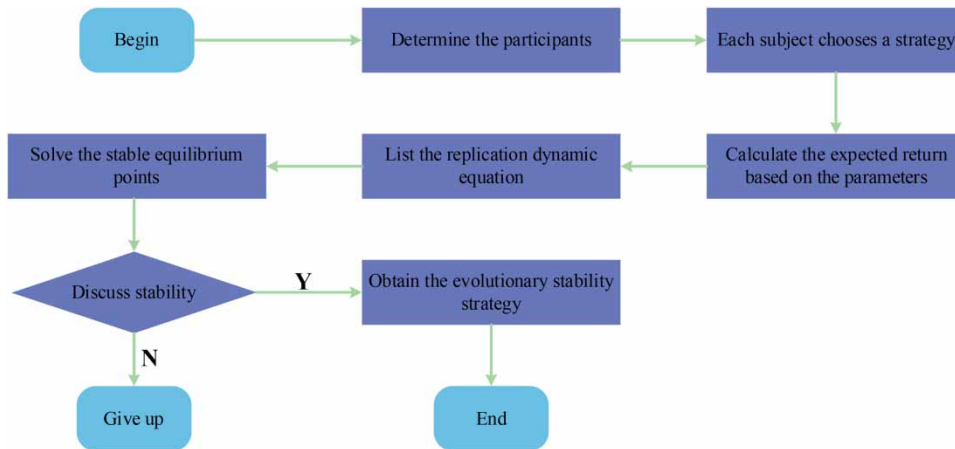 Begin
Determine the participants
Each subject chooses a strategy
Solve the stable equilibrium
points
List the replication dynamic
equation
Calculate the expected return
based on the parameters
Discuss stability
Y
Obtain the evolutionary stability
strategy
N
Give up
End